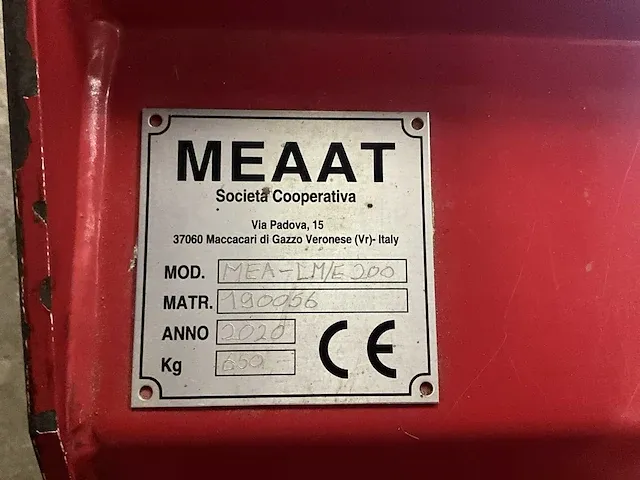 MEAAT
Società Cooperativa
Via Padova, 15
37060 Maccacari di Gazzo Veronese (Vr)- Italy
MOD. MEA-LM/E200
MATR. 190056
ANNO 2020
Kg 650
CE